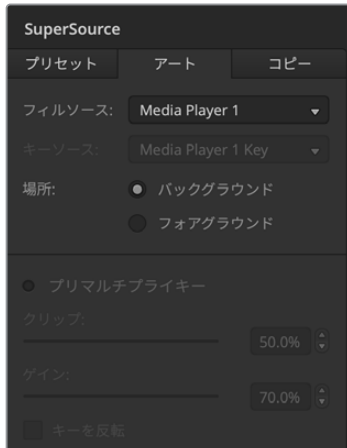 SuperSource
プリセット アート コピー
フィルソース: Media Player 1
キーソース: Media Player 1 Key
場所: バックグラウンド
フォアグラウンド
プリマルチプライキー
クリップ:
50.0%
ゲイン:
70.0%
キーを反転